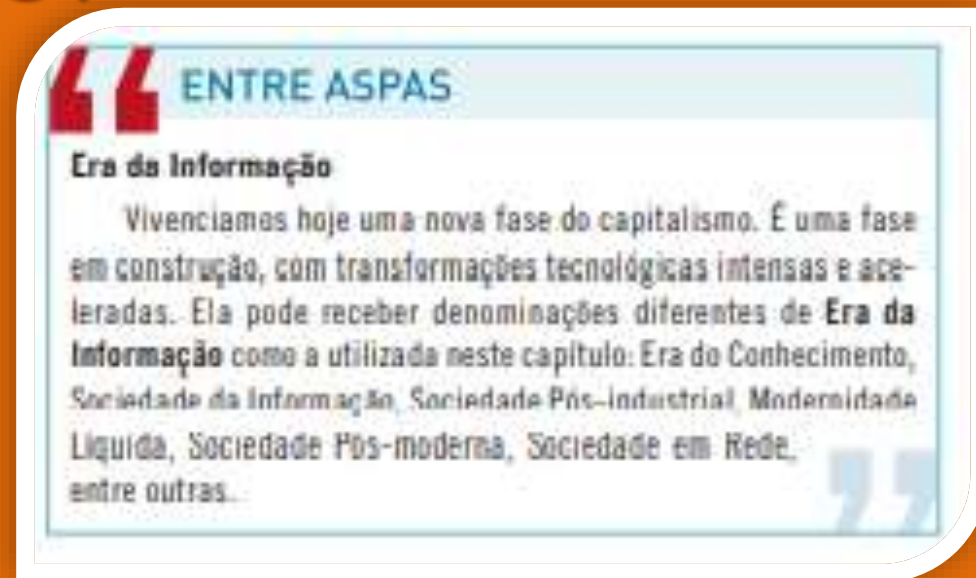 ENTRE ASPAS
Era da Informação
Vivenciamos hoje uma nova fase do capitalismo. É uma fase
em construção, com transformações tecnológicas intensas e ace-
leradas. Ela pode receber denominações diferentes de Era da
Informação como a utilizada neste capítulo: Era do Conhecimento,
Sociedade da Informação, Sociedade Pós-industrial, Modernidade
Líquida, Sociedade Pós-moderna, Sociedade em Rede,
entre outras.